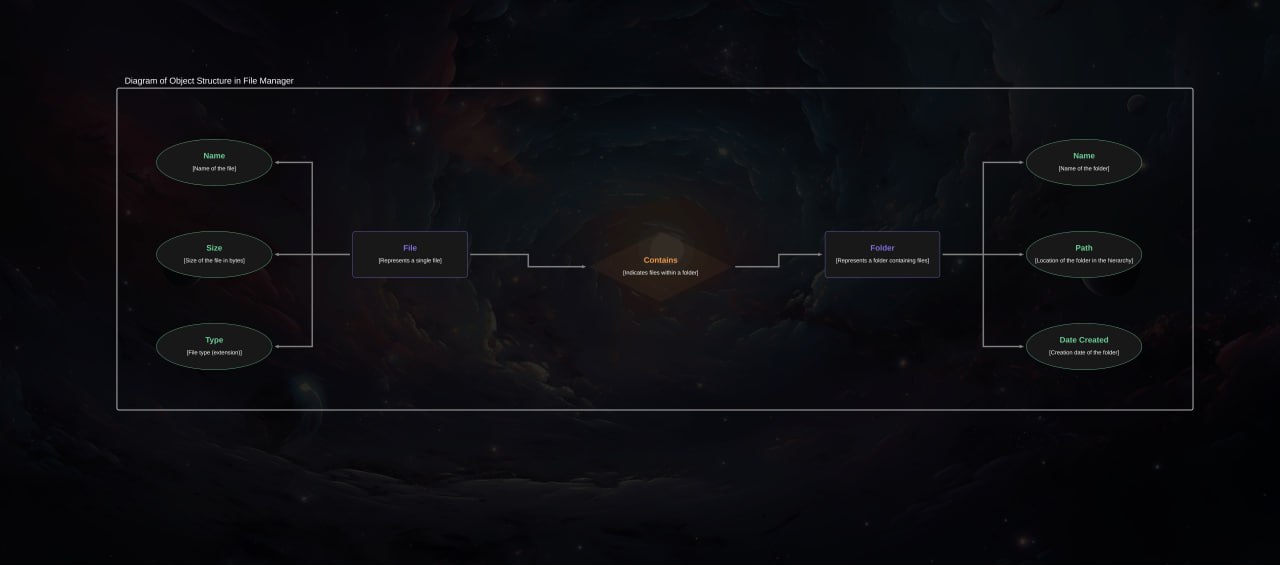 Diagram of Object Structure in File Manager
Name
[Name of the file]
Size
[Size of the file in bytes]
Type
[File type (extension)]
File
[Represents a single file]
Contains
[Indicates files within a folder]
Folder
[Represents a folder containing files]
Name
[Name of the folder]
Path
[Location of the folder in the hierarchy]
Date Created
[Creation date of the folder]